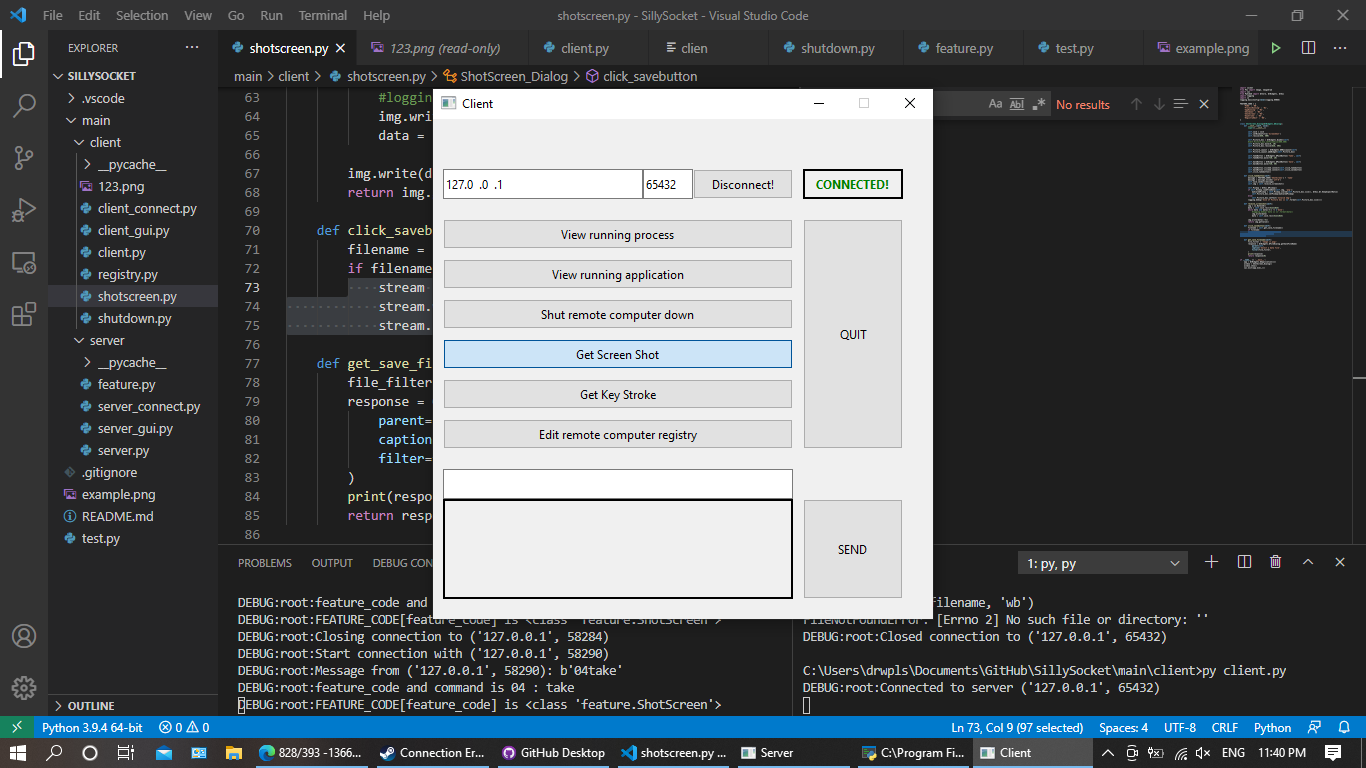 File Edit Selection View Go Run Terminal Help shotscreen.py - SillySocket - Visual Studio Code
EXPLORER ···
shotscreen.py 123.png (read-only) client.py clien shutdown.py feature.py test.py example.png ···
SILLYSOCKET
main > client > shotscreen.py > ShotScreen_Dialog > click_savebutton
.vscode
main
client
__pycache__
123.png
client_connect.py
client_gui.py
client.py
registry.py
shotscreen.py
shutdown.py
server
__pycache__
feature.py
server_connect.py
server_gui.py
server.py
.gitignore
example.png
README.md
test.py
OUTLINE
63 #loggin
64 img.wri
65 data =
66
67 img.write(d
68 return img.
69
70 def click_saveb
71 filename =
72 if filename
73 stream
74 stream.
75 stream.
76
77 def get_save_fi
78 file_filter
79 response =
80 parent=
81 caption
82 filter=
83 )
84 print(respo
85 return resp
86
Aa Abl .* No results
Client
127.0 .0 .1 65432 Disconnect! CONNECTED!
View running process
View running application
Shut remote computer down
Get Screen Shot
Get Key Stroke
Edit remote computer registry
QUIT
SEND
PROBLEMS OUTPUT DEBUG CON 1: py, py
DEBUG:root:feature_code and
DEBUG:root:FEATURE_CODE[feature_code] is <class 'feature.ShotScreen'>
DEBUG:root:Closing connection to ('127.0.0.1', 58284)
DEBUG:root:Start connection with ('127.0.0.1', 58290)
DEBUG:root:Message from ('127.0.0.1', 58290): b'04take'
DEBUG:root:feature_code and command is 04 : take
DEBUG:root:FEATURE_CODE[feature_code] is <class 'feature.ShotScreen'>
filename, 'wb')
FileNotFoundError: [Errno 2] No such file or directory: ''
DEBUG:root:Closed connection to ('127.0.0.1', 65432)
C:\Users\drwpls\Documents\GitHub\SillySocket\main\client>py client.py
DEBUG:root:Connected to server ('127.0.0.1', 65432)
Python 3.9.4 64-bit 0 0 Ln 73, Col 9 (97 selected) Spaces: 4 UTF-8 CRLF Python
828/393 -1366... Connection Er... GitHub Desktop shotscreen.py ... Server C:\Program Fi... Client ENG 11:40 PM